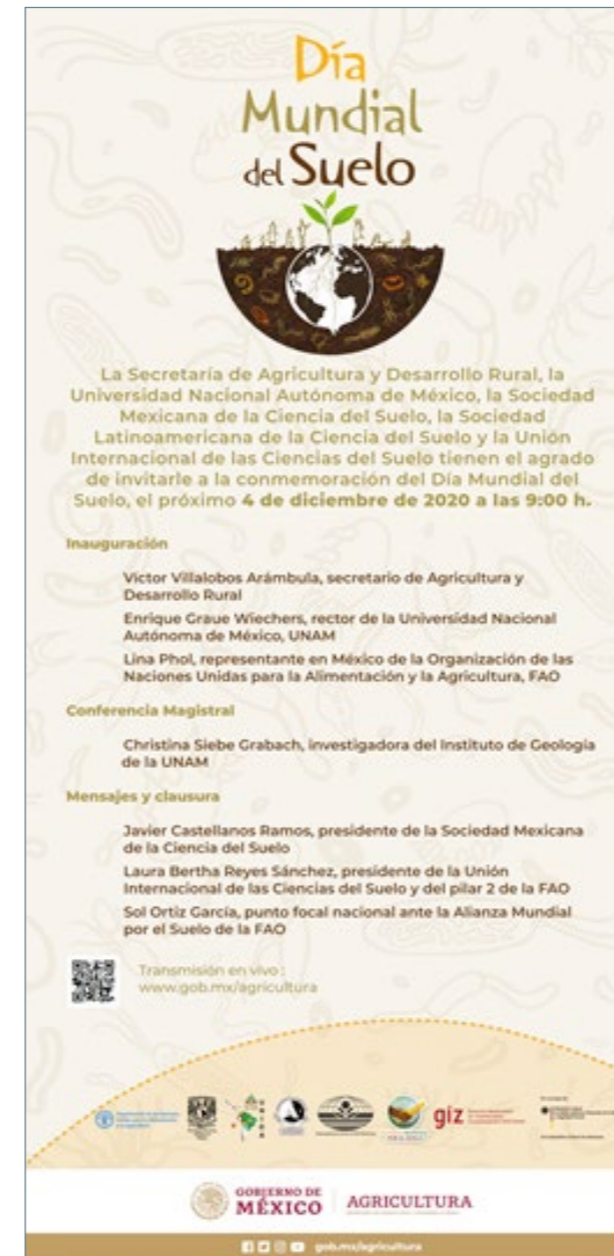 Día
Mundial
del Suelo
La Secretaría de Agricultura y Desarrollo Rural, la
Universidad Nacional Autónoma de México, la Sociedad
Mexicana de la Ciencia del Suelo, la Sociedad
Latinoamericana de la Ciencia del Suelo y la Unión
Internacional de las Ciencias del Suelo tienen el agrado
de invitarle a la conmemoración del Día Mundial del
Suelo, el próximo 4 de diciembre de 2020 a las 9:00 h.
Inauguración
Víctor Villalobos Arámbula, secretario de Agricultura y
Desarrollo Rural
Enrique Graue Wiechers, rector de la Universidad Nacional
Autónoma de México, UNAM
Lina Phol, representante en México de la Organización de las
Naciones Unidas para la Alimentación y la Agricultura, FAO
Conferencia Magistral
Christina Siebe Grabach, investigadora del Instituto de Geología
de la UNAM
Mensajes y clausura
Javier Castellanos Ramos, presidente de la Sociedad Mexicana
de la Ciencia del Suelo
Laura Bertha Reyes Sánchez, presidente de la Unión
Internacional de las Ciencias del Suelo y del pilar 2 de la FAO
Sol Ortiz García, punto focal nacional ante la Alianza Mundial
por el Suelo de la FAO
Transmisión en vivo :
www.gob.mx/agricultura
giz
GOBIERNO DE
MÉXICO
AGRICULTURA
gob.mx/agricultura